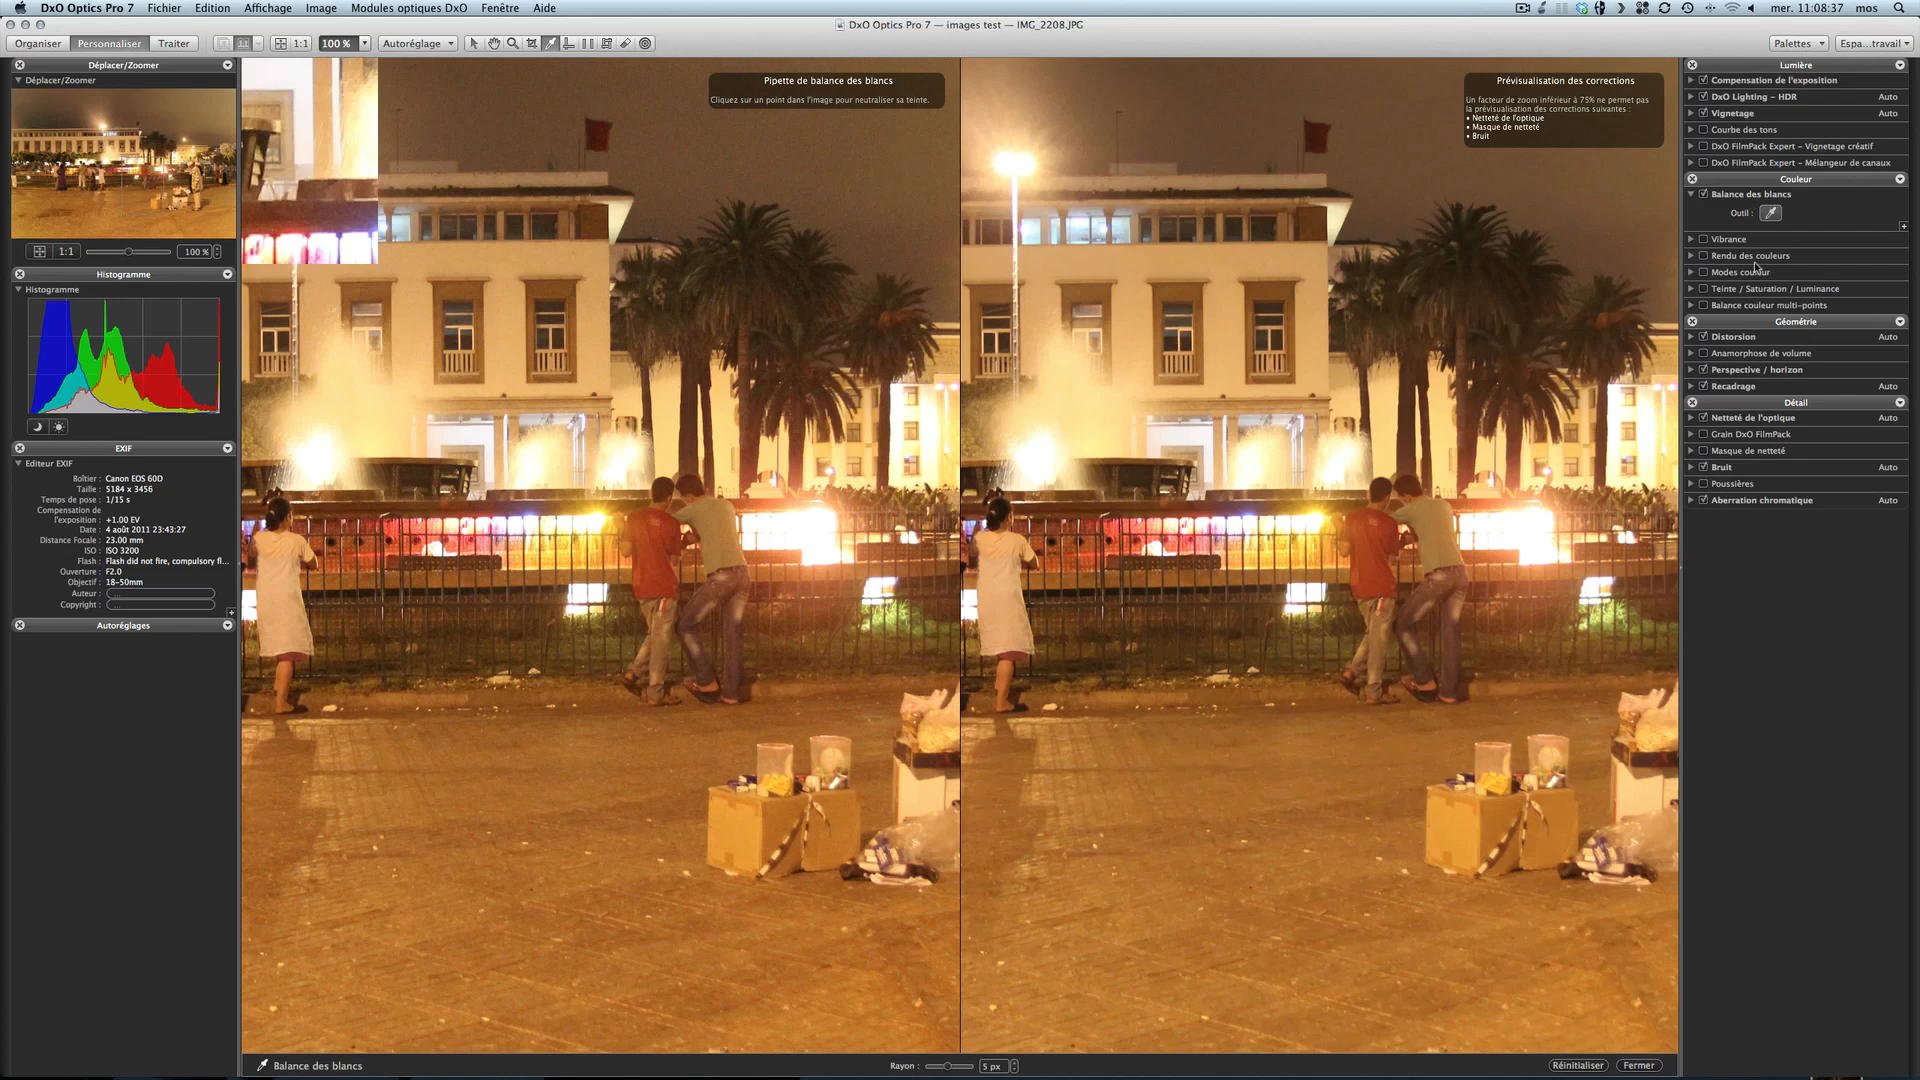 DxO Optics Pro 7 Fichier Edition Affichage Image Modules optiques DxO Fenêtre Aide
mer. 11:08:37 mos
DxO Optics Pro 7 — images test — IMG_2208.JPG
Organiser Personnaliser Traiter
1:1 100 % Autoréglage
Palettes Espa...travail
Déplacer/Zoomer
Déplacer/Zoomer
1:1 100 %
Histogramme
Histogramme
EXIF
Editeur EXIF
Boîtier : Canon EOS 60D
Taille : 5184 x 3456
Temps de pose : 1/15 s
Compensation de
l'exposition : +1.00 EV
Date : 4 août 2011 23:43:27
Distance Focale : 23.00 mm
ISO : ISO 3200
Flash : Flash did not fire, compulsory fl...
Ouverture : F2.0
Objectif : 18-50mm
Auteur : ...
Copyright : ...
Autoréglages
Pipette de balance des blancs
Cliquez sur un point dans l'image pour neutraliser sa teinte.
Prévisualisation des corrections
Un facteur de zoom inférieur à 75% ne permet pas
la prévisualisation des corrections suivantes :
• Netteté de l'optique
• Masque de netteté
• Bruit
Balance des blancs
Rayon : 5 px
Réinitialiser Fermer
Lumière
Compensation de l'exposition
DxO Lighting – HDR Auto
Vignetage Auto
Courbe des tons
DxO FilmPack Expert – Vignetage créatif
DxO FilmPack Expert – Mélangeur de canaux
Couleur
Balance des blancs
Outil :
Vibrance
Rendu des couleurs
Modes couleur
Teinte / Saturation / Luminance
Balance couleur multi-points
Géométrie
Distorsion Auto
Anamorphose de volume
Perspective / horizon
Recadrage Auto
Détail
Netteté de l'optique Auto
Grain DxO FilmPack
Masque de netteté
Bruit Auto
Poussières
Aberration chromatique Auto